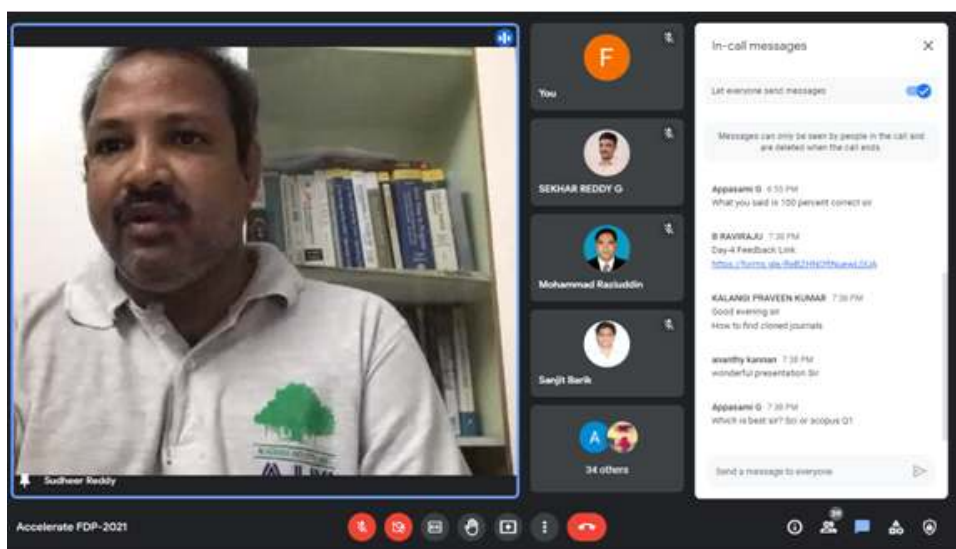 Sudheer Reddy
You
SEKHAR REDDY G
Mohammad Raziuddin
Sanjit Barik
34 others
In-call messages
Let everyone send messages
Messages can only be seen by people in the call and
are deleted when the call ends
Appasami G 6:55 PM
What you said is 100 percent correct sir
B RAVIRAJU 7:30 PM
Day-4 Feedback Link
KALANGI PRAVEEN KUMAR 7:36 PM
Good evening sir
How to find cloned journals
ananthy kannan 7:38 PM
wonderful presentation Sir
Appasami G 7:38 PM
Which is best sir? Sci or scopus Q1
Send a message to everyone
Accelerate FDP-2021